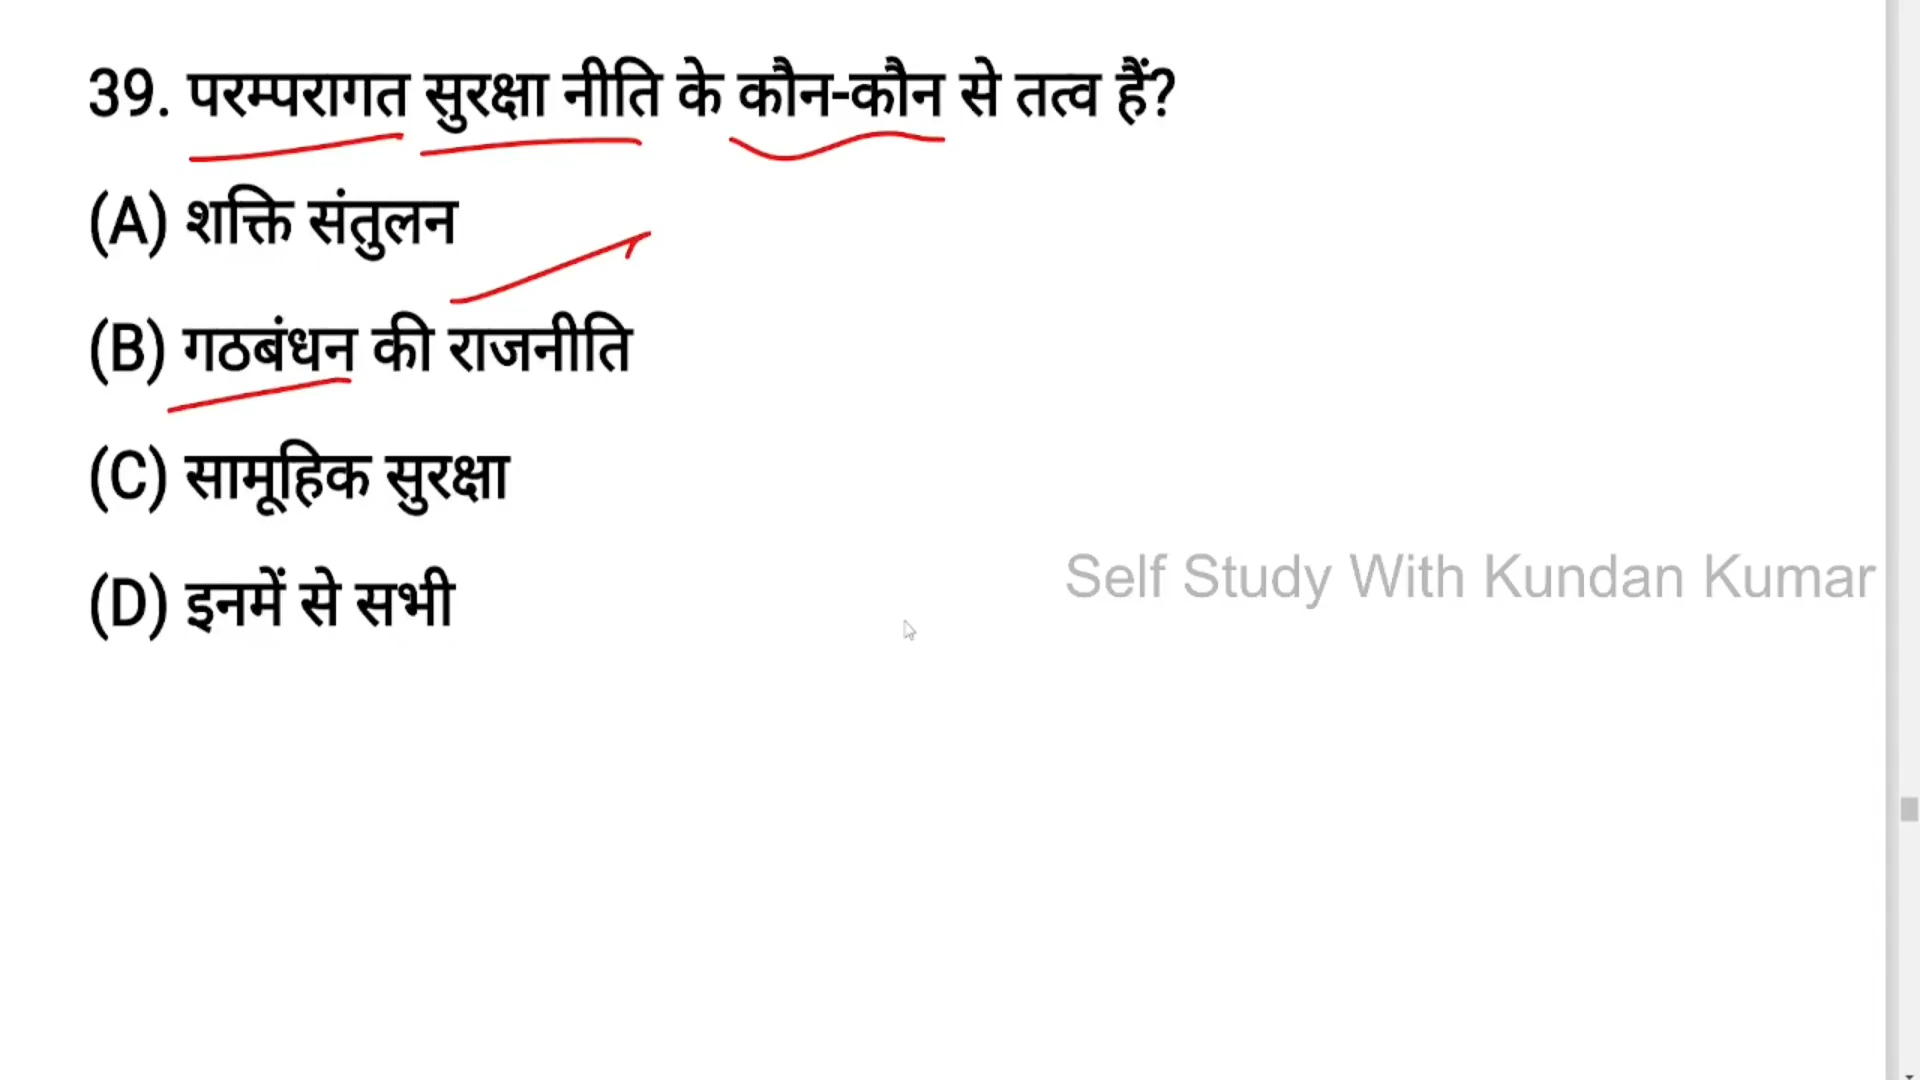 39. परम्परागत सुरक्षा नीति के कौन-कौन से तत्व हैं?
(A) शक्ति संतुलन
(B) गठबंधन की राजनीति
(C) सामूहिक सुरक्षा
Self Study With Kundan Kumar
(D) इनमें से सभी